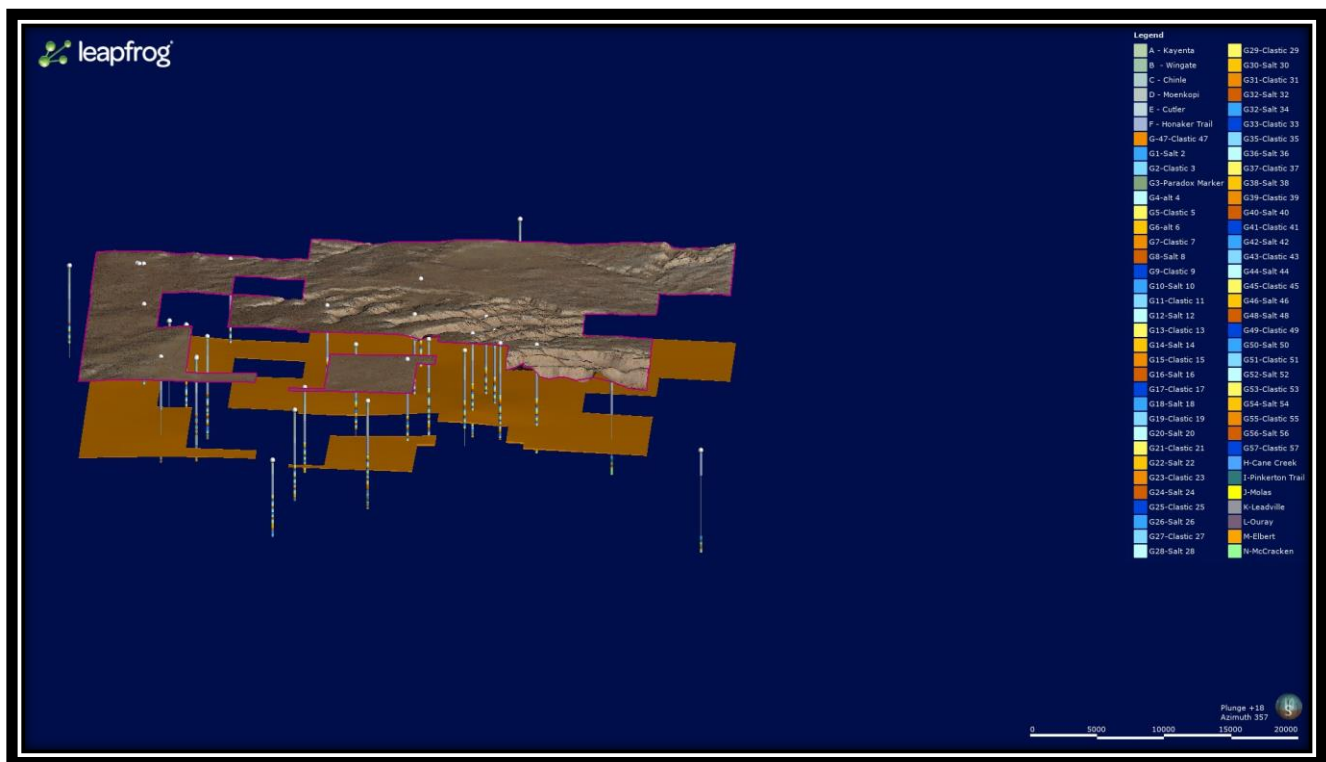 leapfrog
Legend
A - Kayenta
B - Wingate
C - Chinle
D - Moenkopi
E - Cutler
F - Honaker Trail
G-47-Clastic 47
G1-Salt 2
G2-Clastic 3
G3-Paradox Marker
G4-alt 4
G5-Clastic 5
G6-alt 6
G7-Clastic 7
G8-Salt 8
G9-Clastic 9
G10-Salt 10
G11-Clastic 11
G12-Salt 12
G13-Clastic 13
G14-Salt 14
G15-Clastic 15
G16-Salt 16
G17-Clastic 17
G18-Salt 18
G19-Clastic 19
G20-Salt 20
G21-Clastic 21
G22-Salt 22
G23-Clastic 23
G24-Salt 24
G25-Clastic 25
G26-Salt 26
G27-Clastic 27
G28-Salt 28
G29-Clastic 29
G30-Salt 30
G31-Clastic 31
G32-Salt 32
G32-Salt 34
G33-Clastic 33
G35-Clastic 35
G36-Salt 36
G37-Clastic 37
G38-Salt 38
G39-Clastic 39
G40-Salt 40
G41-Clastic 41
G42-Salt 42
G43-Clastic 43
G44-Salt 44
G45-Clastic 45
G46-Salt 46
G48-Salt 48
G49-Clastic 49
G50-Salt 50
G51-Clastic 51
G52-Salt 52
G53-Clastic 53
G54-Salt 54
G55-Clastic 55
G56-Salt 56
G57-Clastic 57
H-Cane Creek
I-Pinkerton Trail
J-Molas
K-Leadville
L-Ouray
M-Elbert
N-McCracken
Plunge +18
Azimuth 357
S
0 5000 10000 15000 20000